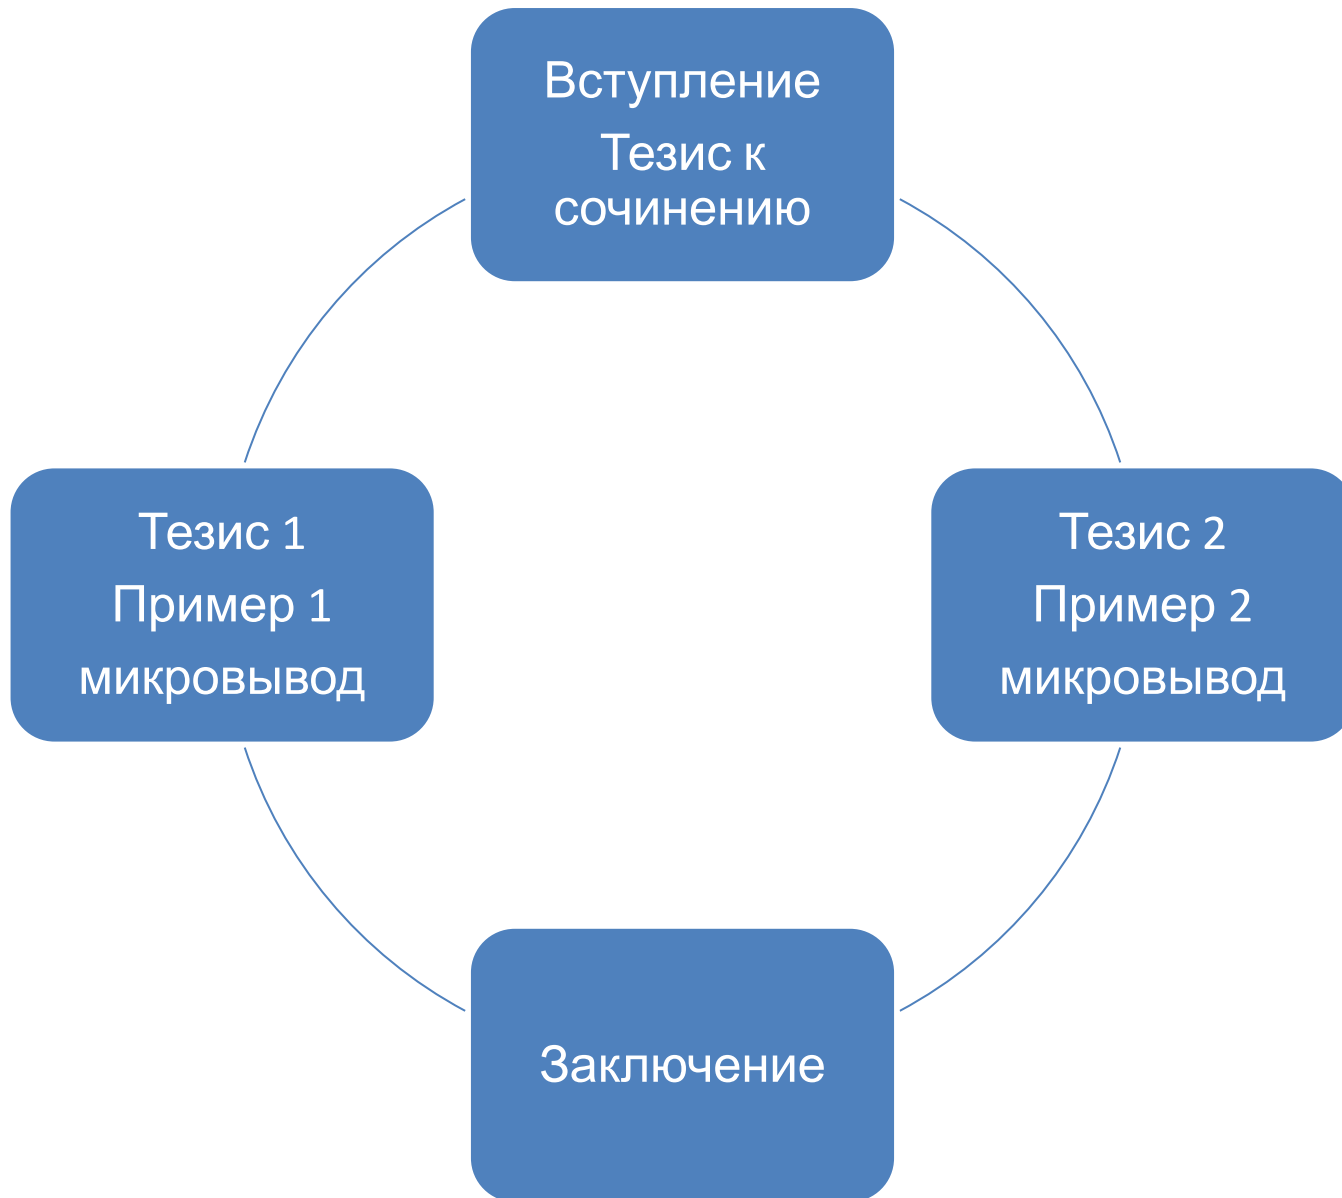 Вступление
Тезис к
сочинению
Тезис 1
Пример 1
микровывод
Тезис 2
Пример 2
микровывод
Заключение